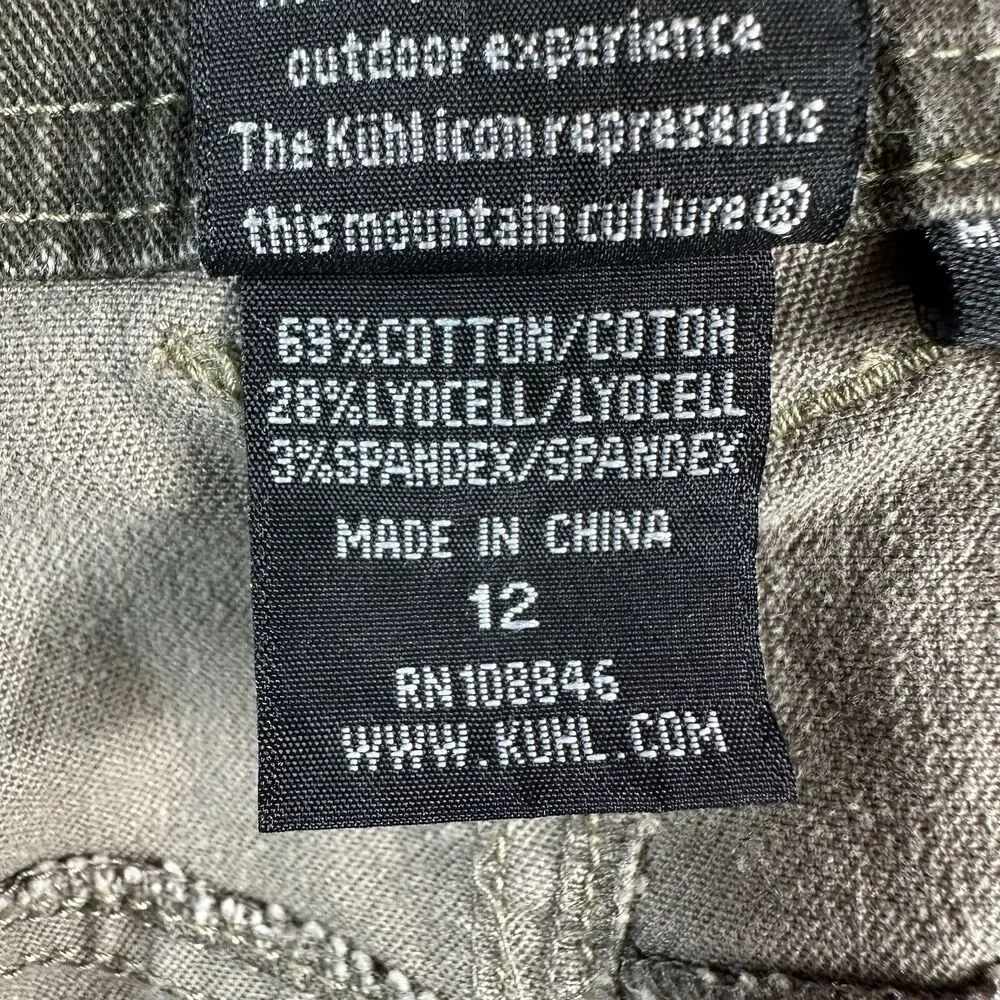 outdoor experience
The Kühl icon represents
this mountain culture®
69%COTTON/COTON
28%LYOCELL/LYOCELL
3%SPANDEX/SPANDEX
MADE IN CHINA
12
RN108846
WWW.KUHL.COM